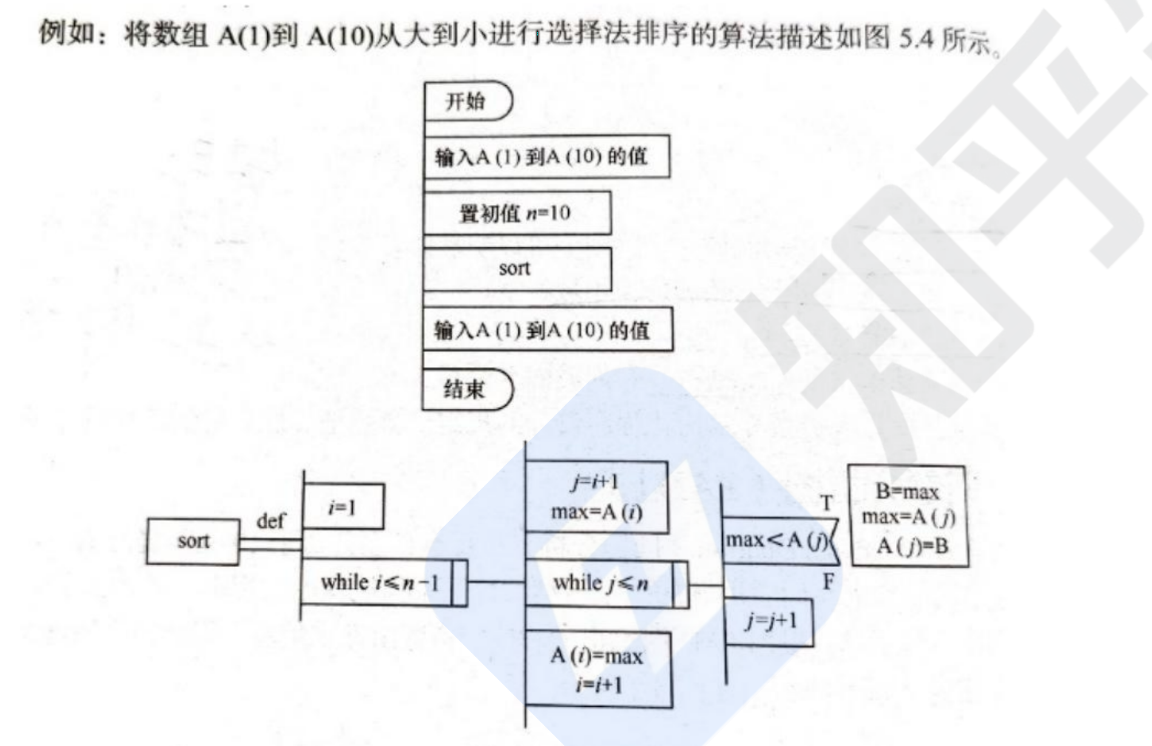 例如：将数组 A(1)到 A(10)从大到小进行选择法排序的算法描述如图 5.4 所示。
开始
输入A (1) 到A (10) 的值
置初值 n=10
sort
输入A (1) 到A (10) 的值
结束
sort
def
i=1
while i≤n-1
j=i+1
max=A (i)
while j≤n
A (i)=max
i=i+1
max<A (j)
T
F
j=j+1
B=max
max=A (j)
A (j)=B
知乎